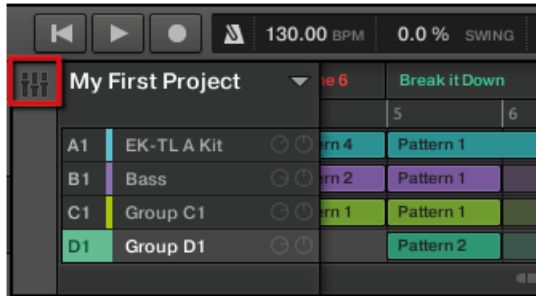 130.00 BPM 0.0 % SWING
My First Project ne 6 Break it Down
5 6
A1 EK-TL A Kit rn 4 Pattern 1
B1 Bass rn 2 Pattern 1
C1 Group C1 rn 1 Pattern 1
D1 Group D1 Pattern 2